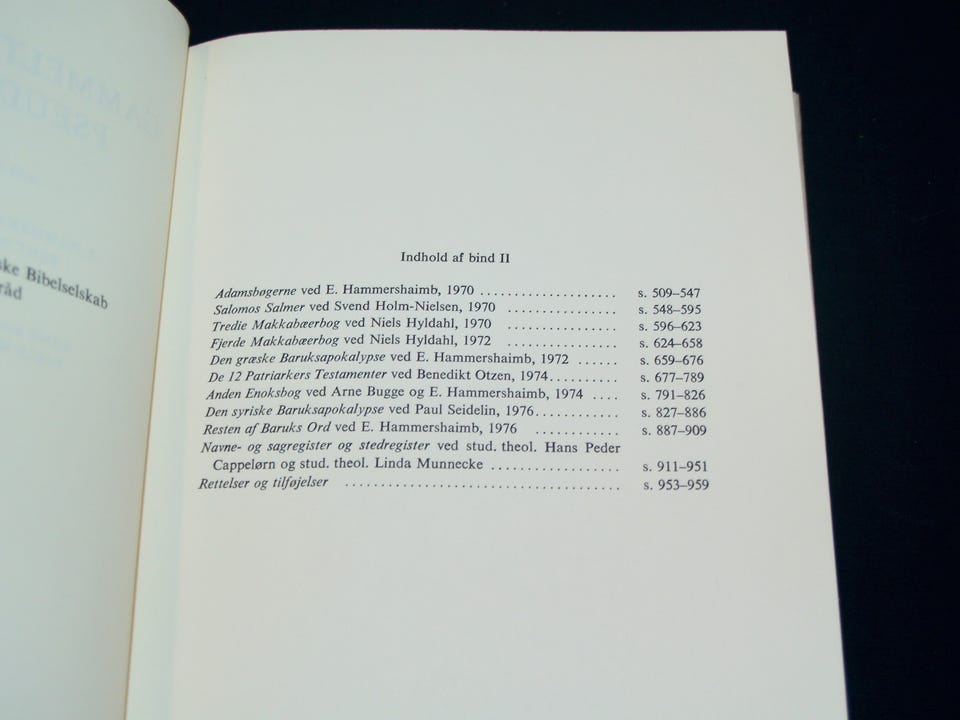 ske Bibelselskab
råd
Indhold af bind II
Adamsbøgerne ved E. Hammershaimb, 1970 .................... s. 509–547
Salomos Salmer ved Svend Holm-Nielsen, 1970 ................ s. 548–595
Tredie Makkabæerbog ved Niels Hyldahl, 1970 ................ s. 596–623
Fjerde Makkabæerbog ved Niels Hyldahl, 1972 ................ s. 624–658
Den græske Baruksapokalypse ved E. Hammershaimb, 1972 ...... s. 659–676
De 12 Patriarkers Testamenter ved Benedikt Otzen, 1974.......... s. 677–789
Anden Enoksbog ved Arne Bugge og E. Hammershaimb, 1974 .... s. 791–826
Den syriske Baruksapokalypse ved Paul Seidelin, 1976............ s. 827–886
Resten af Baruks Ord ved E. Hammershaimb, 1976 ............ s. 887–909
Navne- og sagregister og stedregister ved stud. theol. Hans Peder
Cappelørn og stud. theol. Linda Munnecke ................... s. 911–951
Rettelser og tilføjelser ........................................ s. 953–959